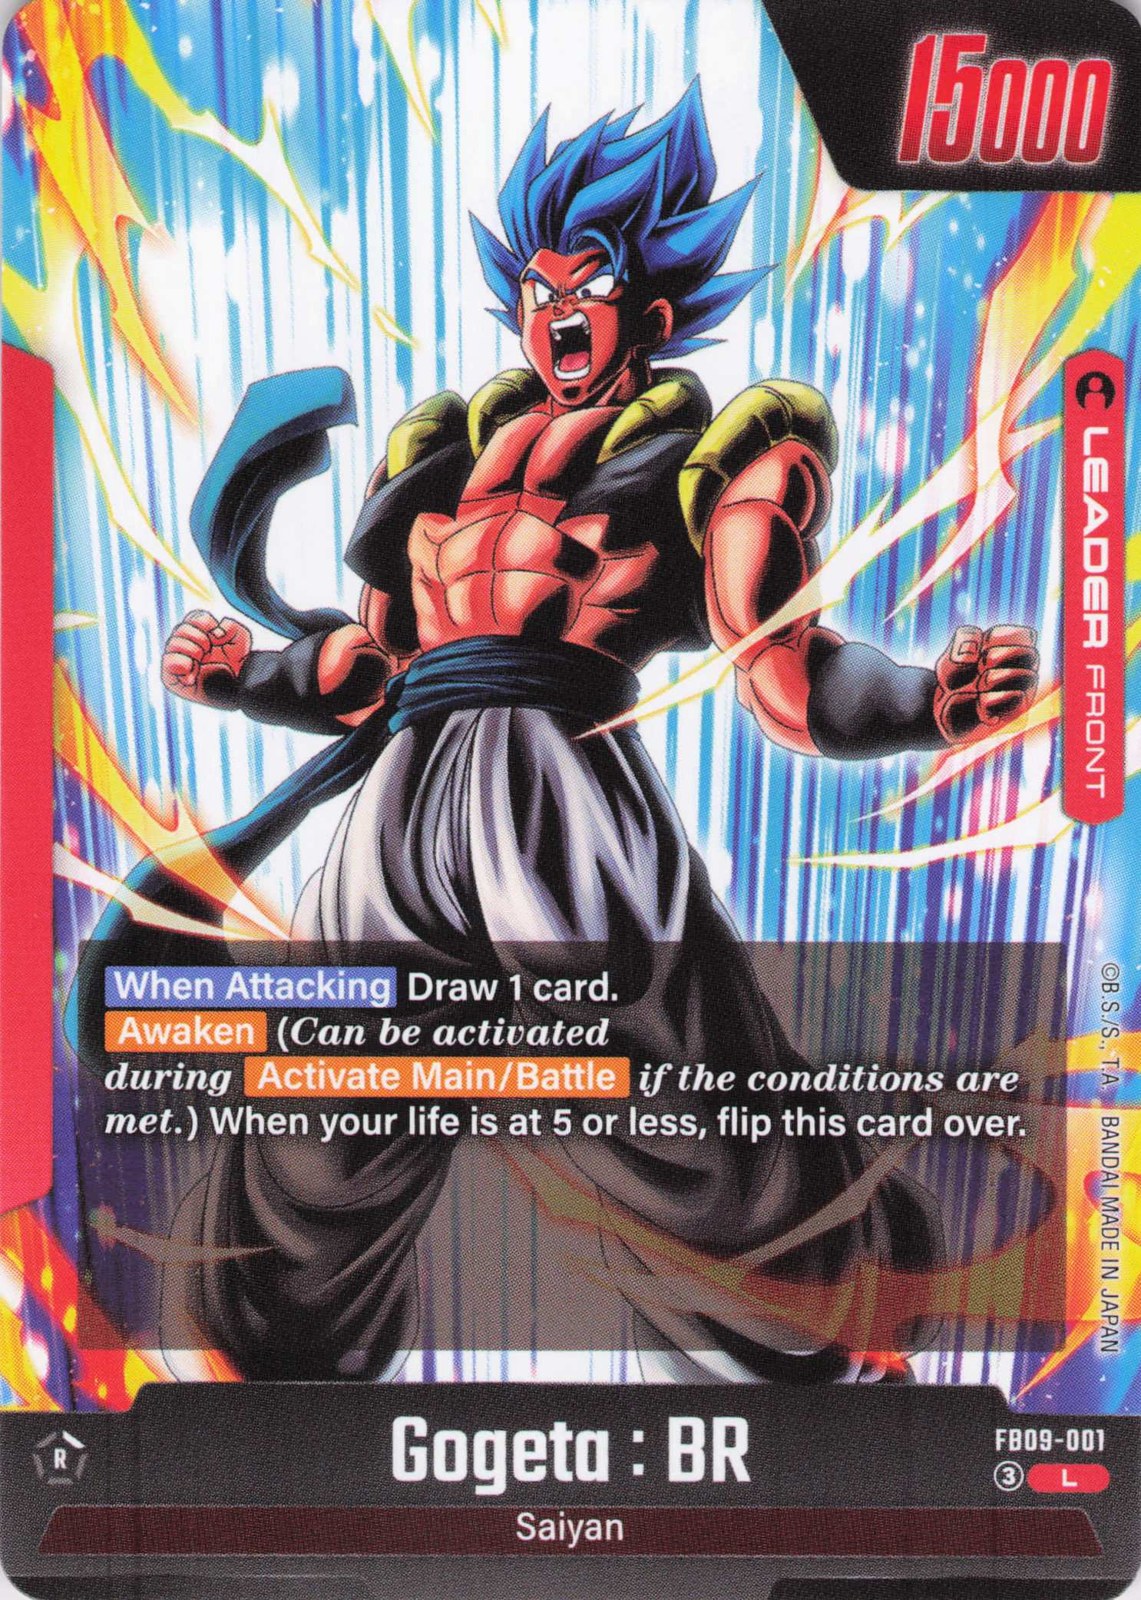 15000
LEADER FRONT
When Attacking Draw 1 card.
Awaken (Can be activated
during Activate Main/Battle if the conditions are
met.) When your life is at 5 or less, flip this card over.
©B.S./S., T.A. BANDAI MADE IN JAPAN
R
Gogeta : BR
FB09-001
③ L
Saiyan